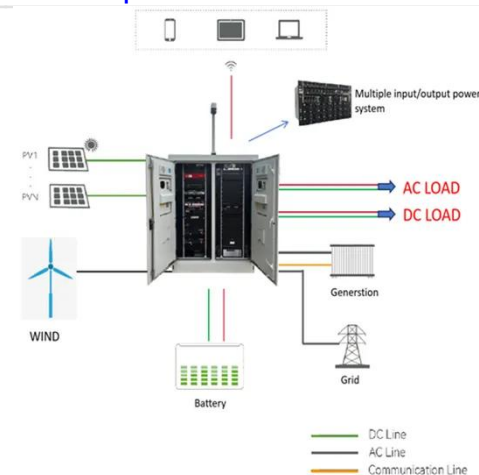 Multiple input/output power
system
PV1
PVN
AC LOAD
DC LOAD
WIND
Generstion
Grid
Battery
DC Line
AC Line
Communication Line